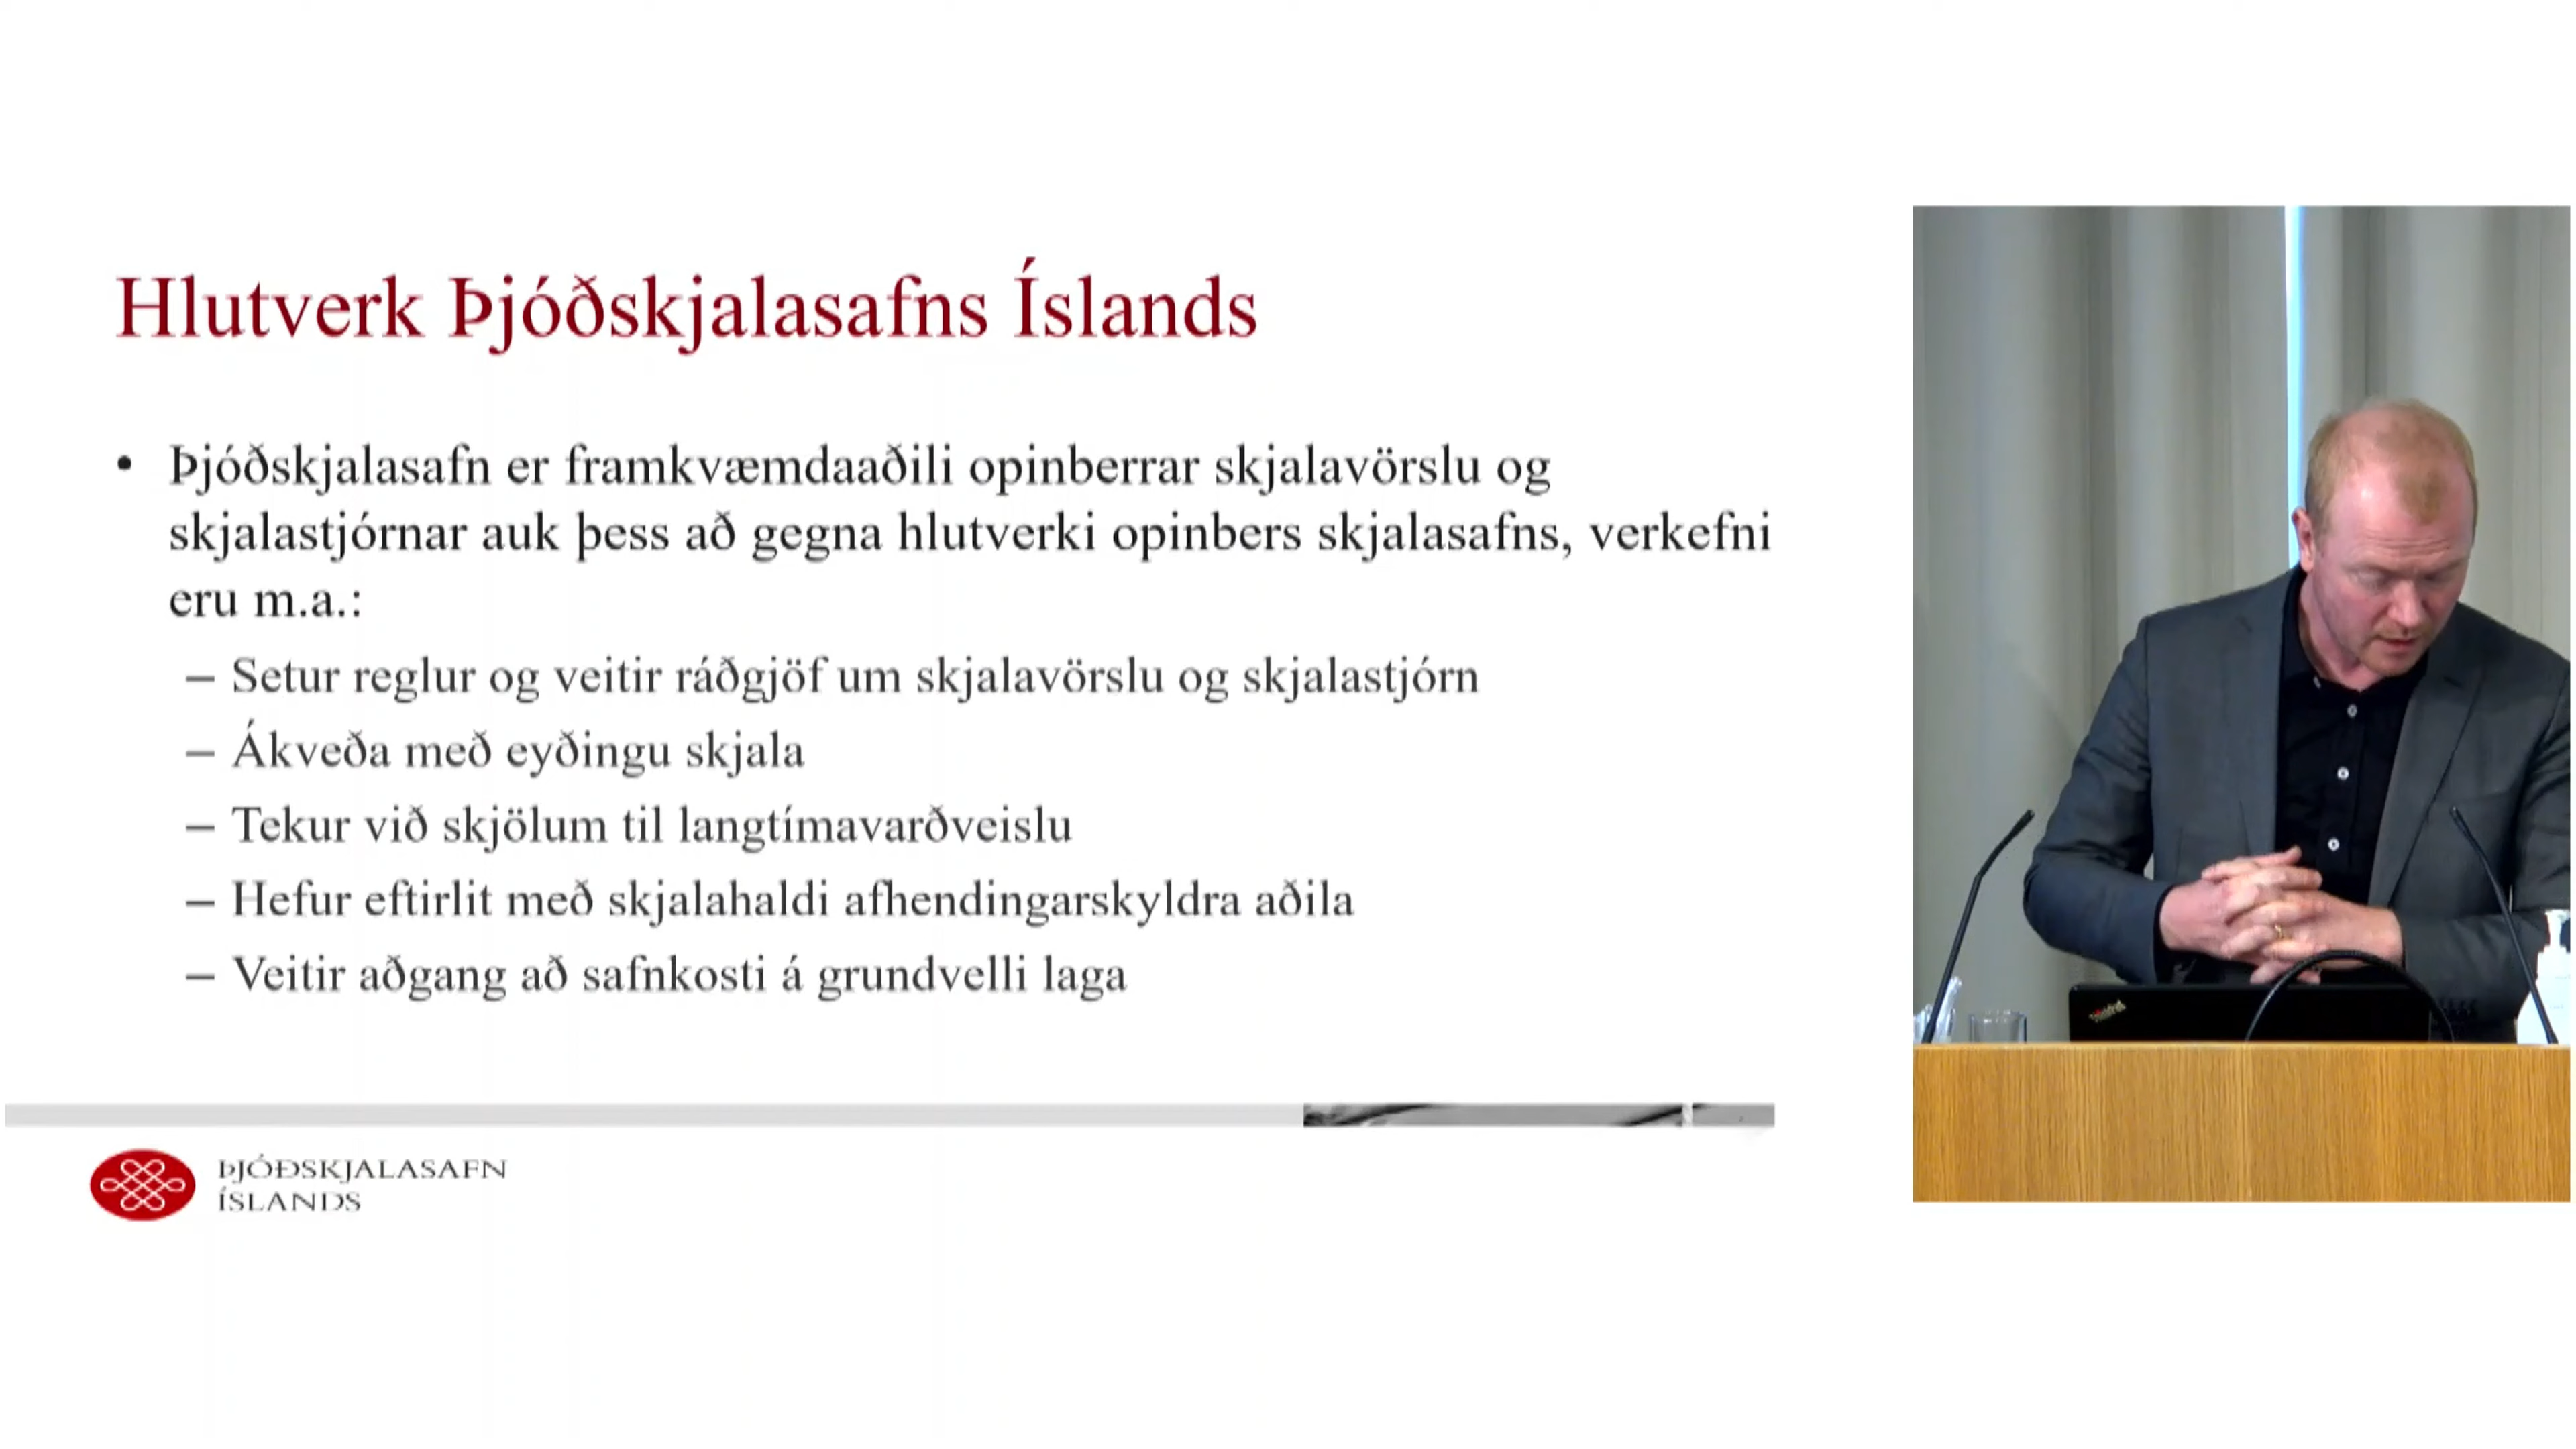 Hlutverk Þjóðskjalasafns Íslands
• Þjóðskjalasafn er framkvæmdaaðili opinberrar skjalavörslu og
skjalastjórnar auk þess að gegna hlutverki opinbers skjalasafns, verkefni
eru m.a.:
– Setur reglur og veitir ráðgjöf um skjalavörslu og skjalastjórn
– Ákveða með eyðingu skjala
– Tekur við skjölum til langtímavarðveislu
– Hefur eftirlit með skjalahaldi afhendingarskyldra aðila
– Veitir aðgang að safnkosti á grundvelli laga
ÞJÓÐSKJALASAFN
ÍSLANDS
ThinkPad